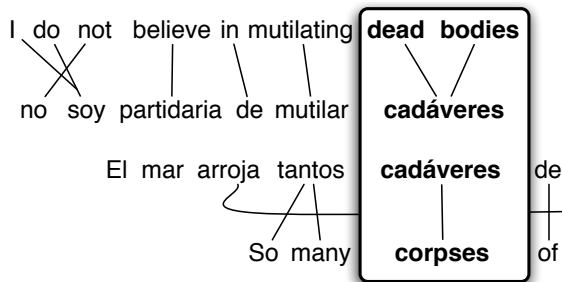 I do not believe in mutilating dead bodies
no soy partidaria de mutilar cadáveres
El mar arroja tantos cadáveres de
So many corpses of